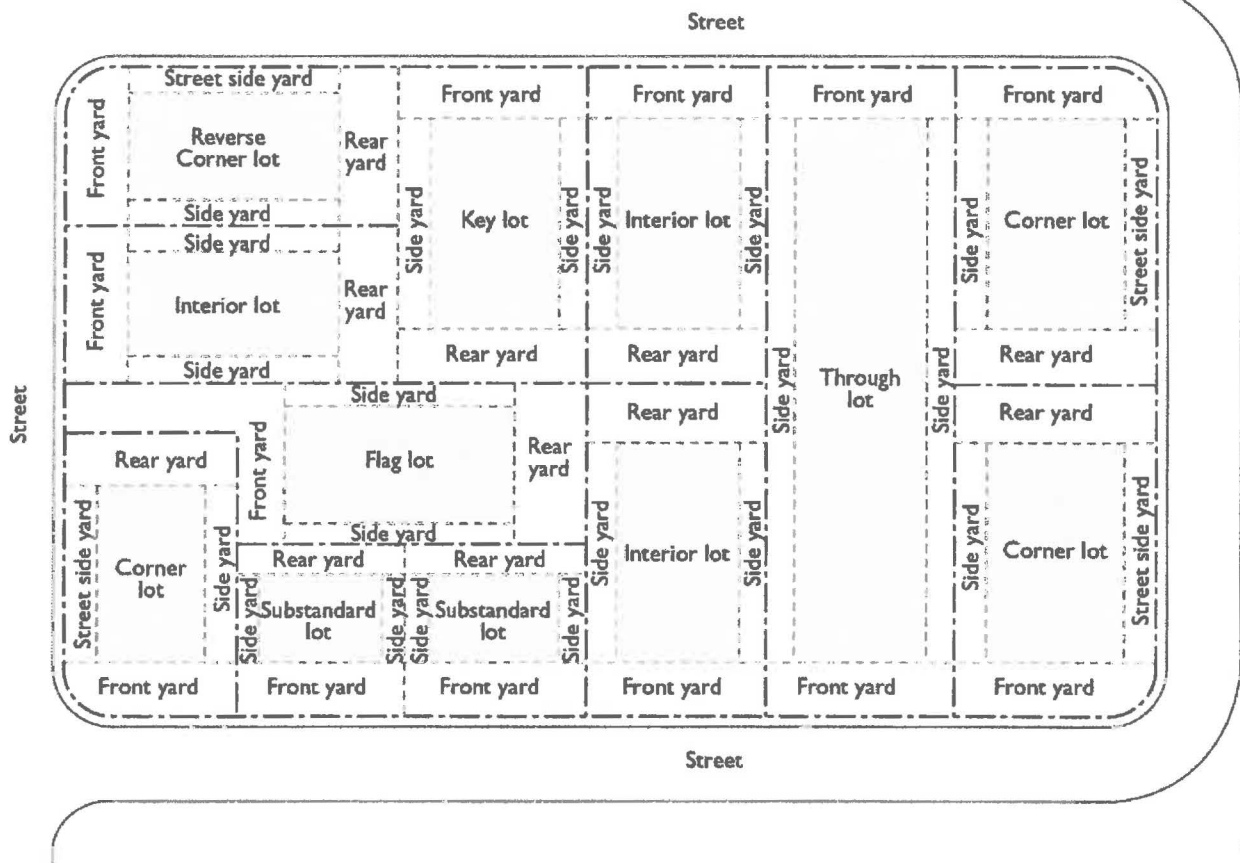 Street
Street side yard
Front yard
Reverse
Corner lot
Rear
yard
Side yard
Front yard
Side yard
Key lot
Side yard
Rear yard
Front yard
Side yard
Interior lot
Side yard
Rear yard
Front yard
Side yard
Through
lot
Side yard
Front yard
Front yard
Side yard
Corner lot
Street side yard
Rear yard
Side yard
Front yard
Interior lot
Rear
yard
Side yard
Street
Rear yard
Street side yard
Corner
lot
Side yard
Front yard
Side yard
Front yard
Flag lot
Rear
yard
Side yard
Rear yard
Side yard
Substandard
lot
Side yard
Front yard
Rear yard
Side yard
Substandard
lot
Side yard
Front yard
Rear yard
Side yard
Interior lot
Side yard
Front yard
Rear yard
Side yard
Corner lot
Street side yard
Front yard
Street